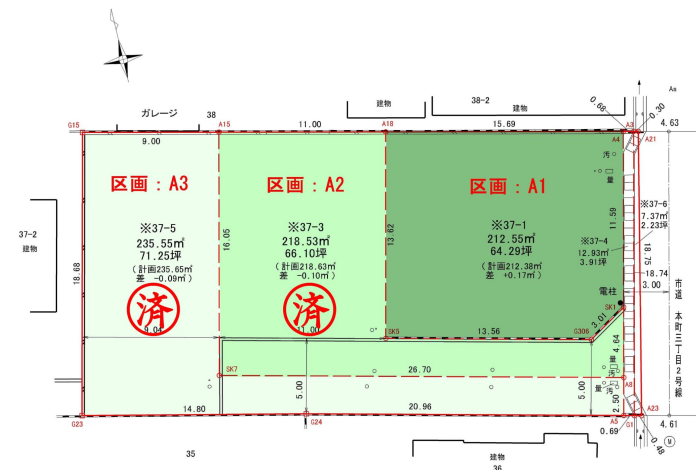 38-2
建物
建物
As
ガレージ
38
0.68
0.30
G15
A15
11.00
A18
15.69
A3
4.63
9.00
A4
A21
汚
量
区画：A3
区画：A2
区画：A1
※37-5
235.55㎡
71.25坪
(計画235.65㎡
差 -0.09㎡)
※37-3
218.53㎡
66.10坪
(計画218.63㎡
差 -0.10㎡)
※37-1
212.55㎡
64.29坪
(計画212.38㎡
差 +0.17㎡)
※37-6
7.37㎡
2.23坪
※37-4
12.93㎡
3.91坪
37-2
建物
16.05
13.62
11.59
18.75
18.74
3.00
18.68
済
済
電柱
市道 本町三丁目2号線
SK1
3.01
9.04
11.00
SK5
13.56
G306
4.64
SK7
26.70
量
汚
A8
汚
量
5.00
5.00
2.50
14.80
20.96
G23
G24
A5
G1
A23
4.61
0.69
0.48
M
35
建物
36